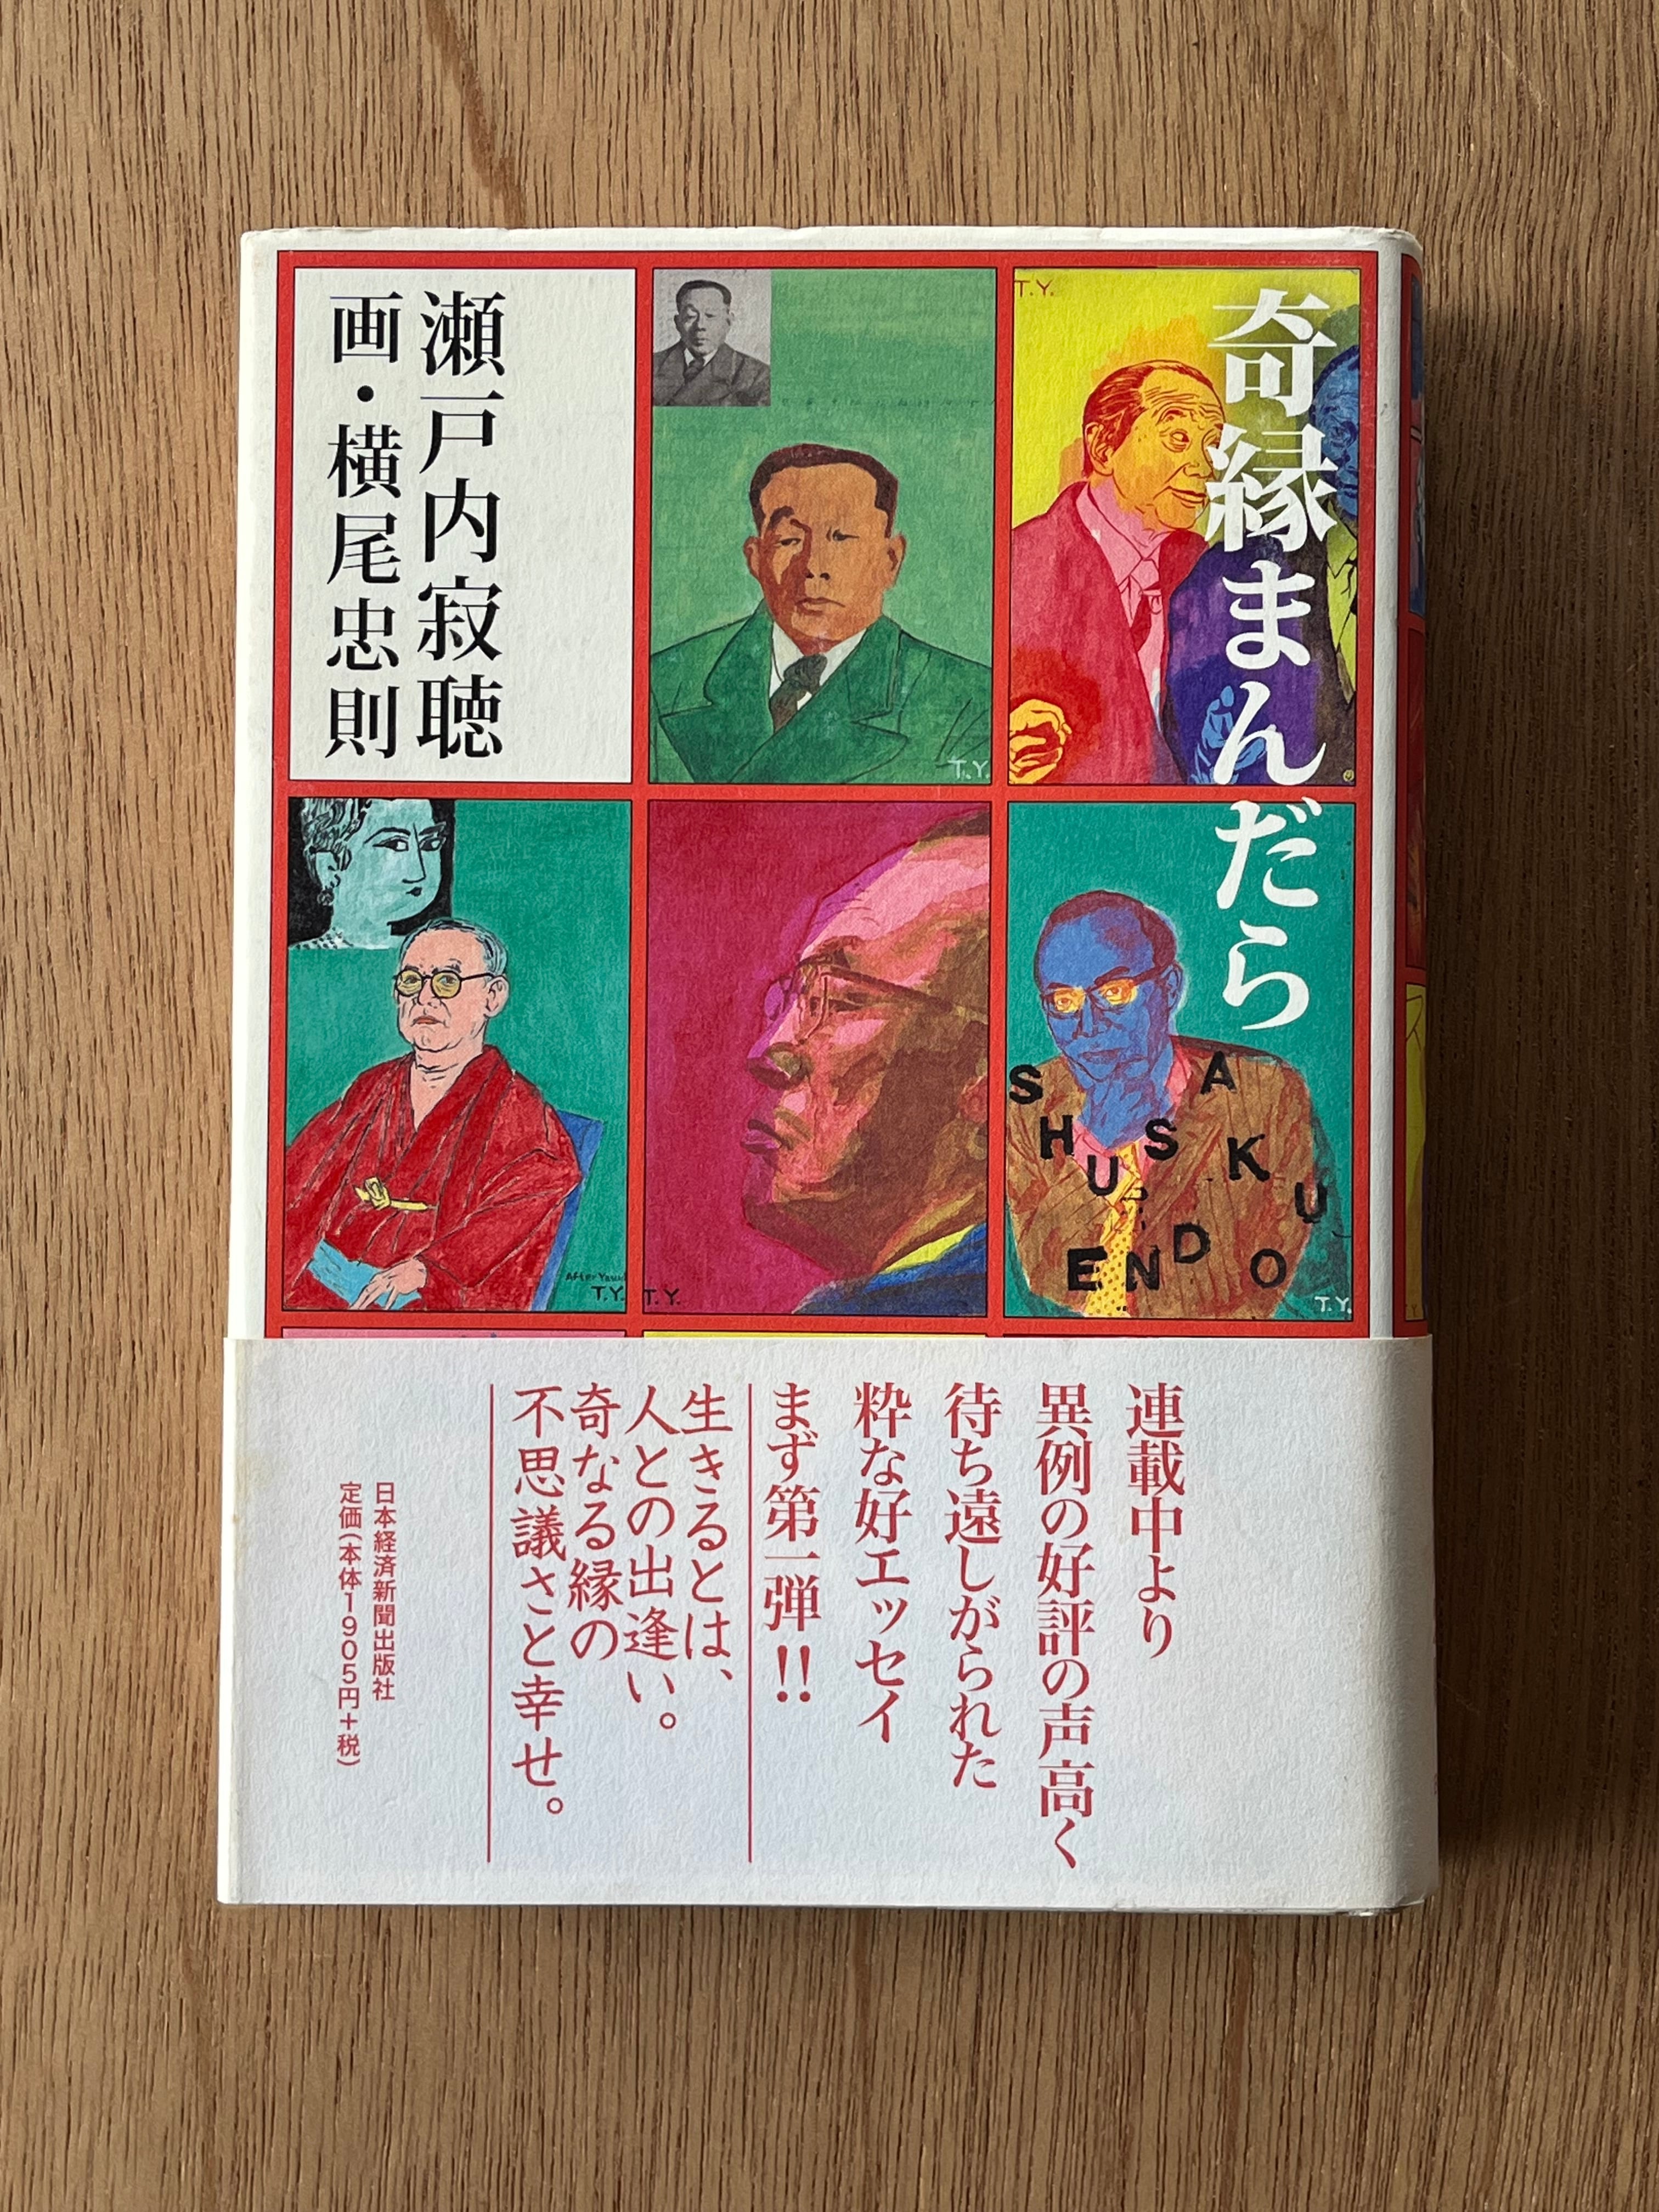 奇縁まんだら
瀬戸内寂聴
画・横尾忠則
T.Y.
T.Y.
SHUSAKU
ENDO
T.Y.
T.Y.
After
T.Y.
連載中より
異例の好評の声高く
待ち遠しがられた
粋な好エッセイ
まず第一弾!!
生きるとは、
人との出逢い。
奇なる縁の
不思議さと幸せ。
日本経済新聞出版社
定価(本体1905円+税)